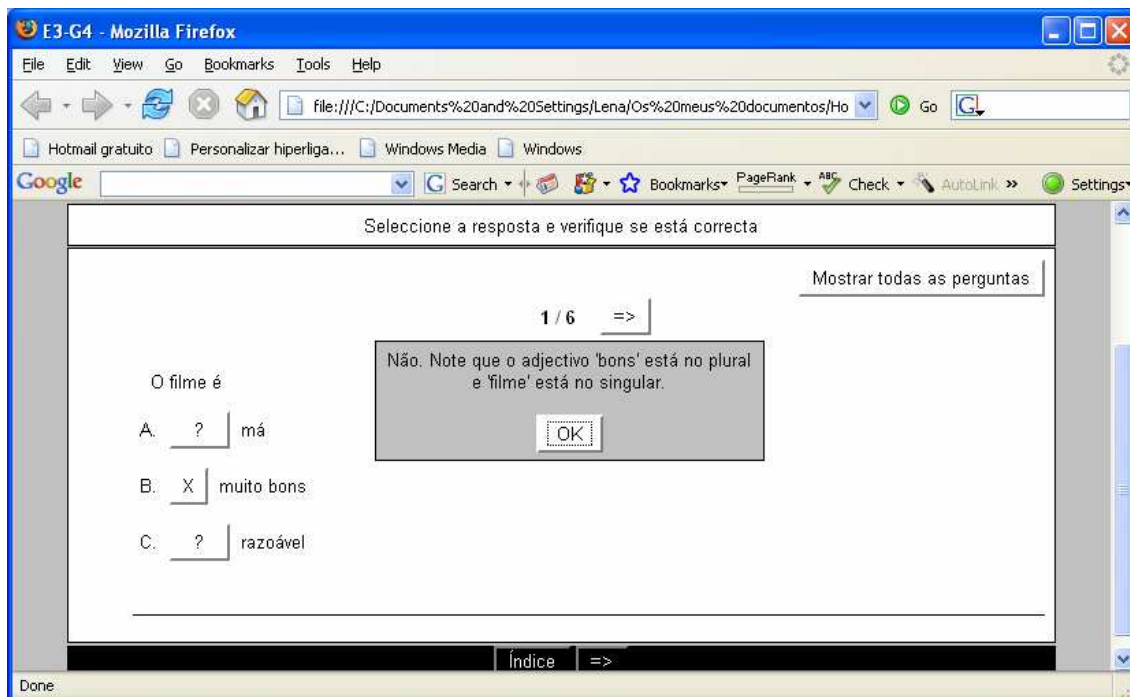 E3-G4 - Mozilla Firefox
File Edit View Go Bookmarks Tools Help
file:///C:/Documents%20and%20Settings/Lena/Os%20meus%20documentos/Ho Go G
Hotmail gratuito Personalizar hiperliga... Windows Media Windows
Google G Search Bookmarks PageRank ABC Check AutoLink » Settings
Seleccione a resposta e verifique se está correcta
Mostrar todas as perguntas
1 / 6 =>
Não. Note que o adjectivo 'bons' está no plural
e 'filme' está no singular.
OK
O filme é
A. ? má
B. X muito bons
C. ? razoável
Índice =>
Done